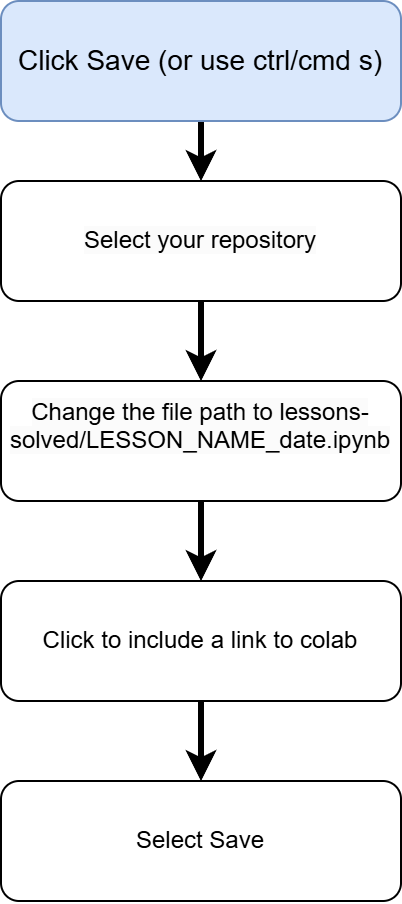 Click Save (or use ctrl/cmd s)
Select your repository
Change the file path to lessons-
solved/LESSON_NAME_date.ipynb
Click to include a link to colab
Select Save